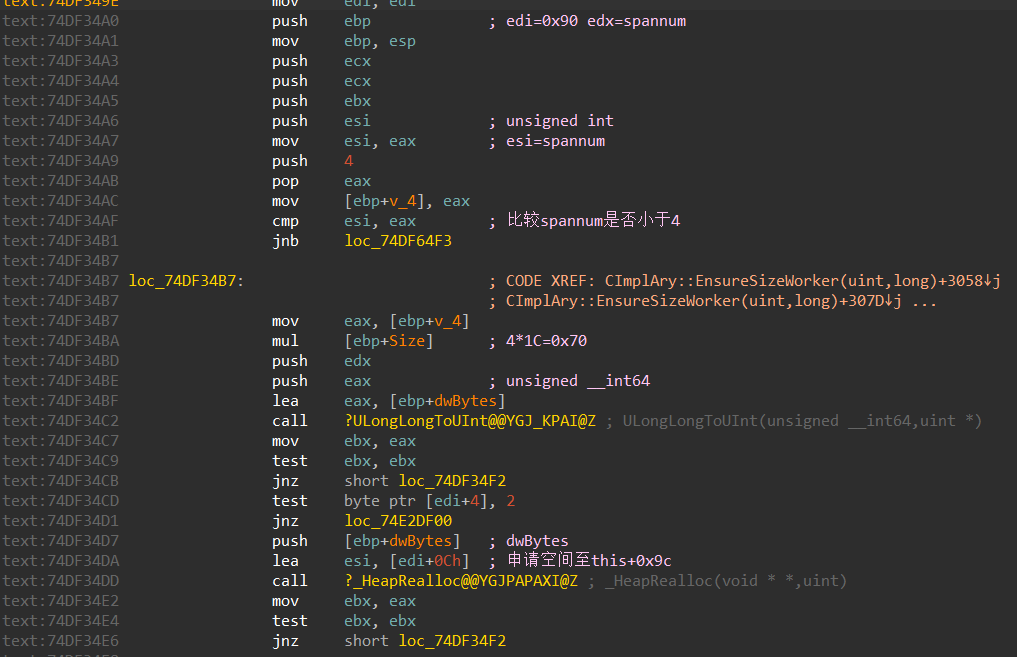 text:74DF349E mov edi, edi
text:74DF34A0 push ebp ; edi=0x90 edx=spannum
text:74DF34A1 mov ebp, esp
text:74DF34A3 push ecx
text:74DF34A4 push ecx
text:74DF34A5 push ebx
text:74DF34A6 push esi ; unsigned int
text:74DF34A7 mov esi, eax ; esi=spannum
text:74DF34A9 push 4
text:74DF34AB pop eax
text:74DF34AC mov [ebp+v_4], eax
text:74DF34AF cmp esi, eax ; 比较spannum是否小于4
text:74DF34B1 jnb loc_74DF64F3
text:74DF34B7
text:74DF34B7 loc_74DF34B7: ; CODE XREF: CImplAry::EnsureSizeWorker(uint,long)+3058↓j
text:74DF34B7 ; CImplAry::EnsureSizeWorker(uint,long)+307D↓j ...
text:74DF34B7 mov eax, [ebp+v_4]
text:74DF34BA mul [ebp+Size] ; 4*1C=0x70
text:74DF34BD push edx
text:74DF34BE push eax ; unsigned __int64
text:74DF34BF lea eax, [ebp+dwBytes]
text:74DF34C2 call ?ULongLongToUInt@@YGJ_KPAI@Z ; ULongLongToUInt(unsigned __int64,uint *)
text:74DF34C7 mov ebx, eax
text:74DF34C9 test ebx, ebx
text:74DF34CB jnz short loc_74DF34F2
text:74DF34CD test byte ptr [edi+4], 2
text:74DF34D1 jnz loc_74E2DF00
text:74DF34D7 push [ebp+dwBytes] ; dwBytes
text:74DF34DA lea esi, [edi+0Ch] ; 申请空间至this+0x9c
text:74DF34DD call ?_HeapRealloc@@YGJPAPAXI@Z ; _HeapRealloc(void * *,uint)
text:74DF34E2 mov ebx, eax
text:74DF34E4 test ebx, ebx
text:74DF34E6 jnz short loc_74DF34F2